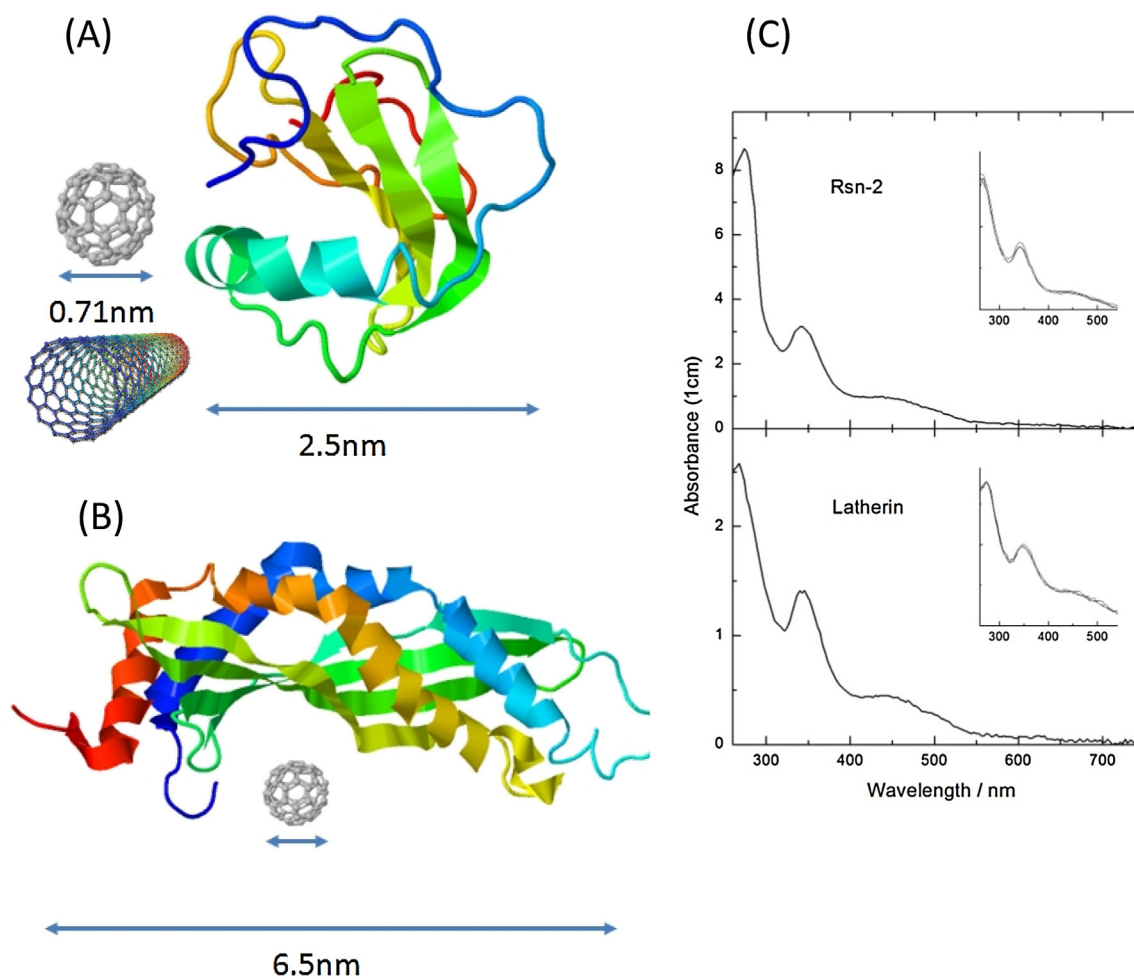 (A)
0.71nm
2.5nm
(B)
6.5nm
(C)
8
6
4
2
0
Rsn-2
300 400 500
2
1
0
Latherin
300 400 500
300 400 500 600 700
Absorbance (1cm)
Wavelength / nm